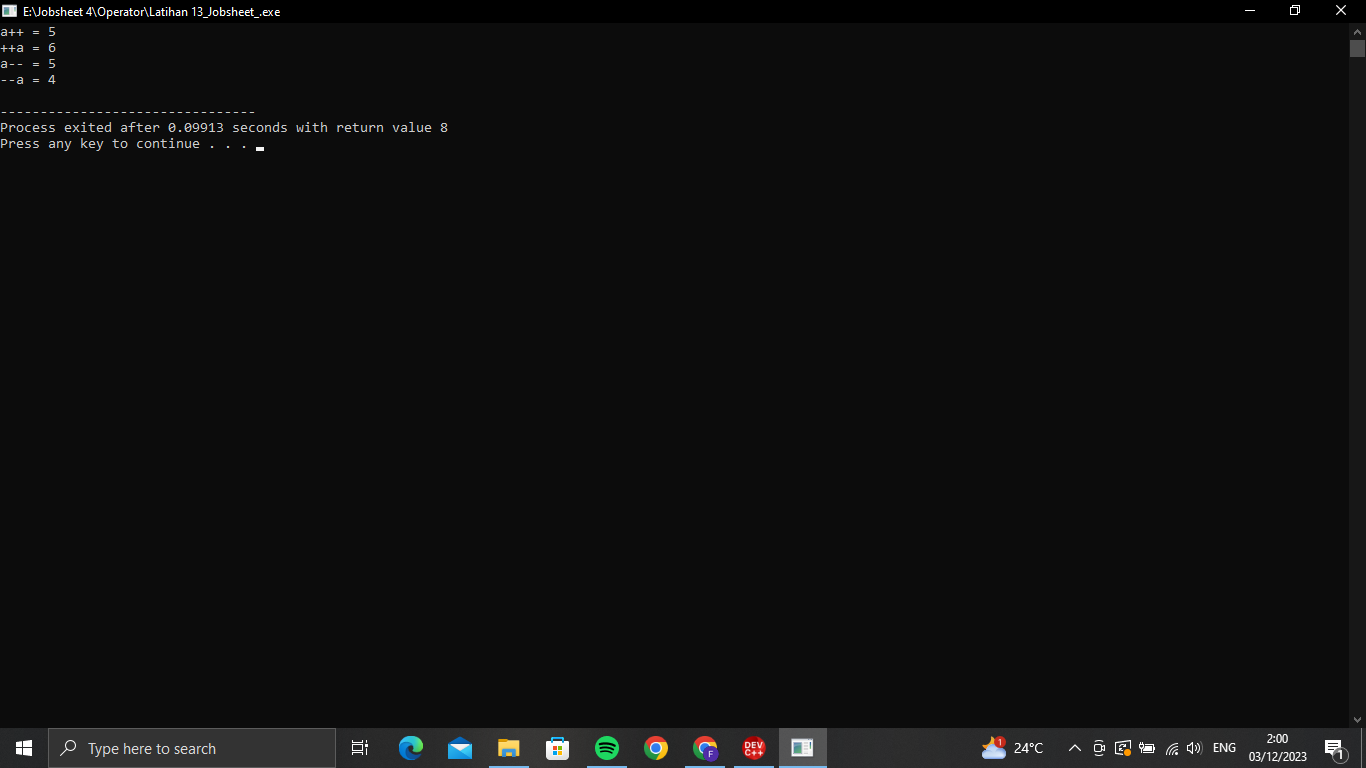 E:\Jobsheet 4\Operator\Latihan 13_Jobsheet_.exe
a++ = 5
++a = 6
a-- = 5
--a = 4
--------------------------------
Process exited after 0.09913 seconds with return value 8
Press any key to continue . . .
Type here to search
DEV
C++
F
1
24°C
ENG
2:00
03/12/2023
1